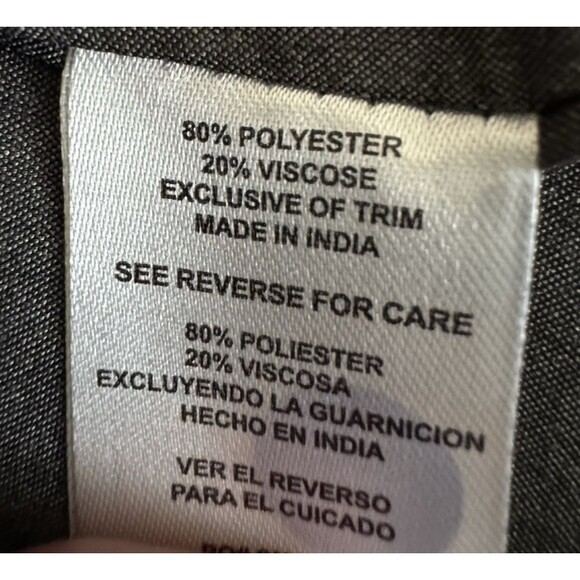 80% POLYESTER
20% VISCOSE
EXCLUSIVE OF TRIM
MADE IN INDIA
SEE REVERSE FOR CARE
80% POLIESTER
20% VISCOSA
EXCLUYENDO LA GUARNICION
HECHO EN INDIA
VER EL REVERSO
PARA EL CUICADO